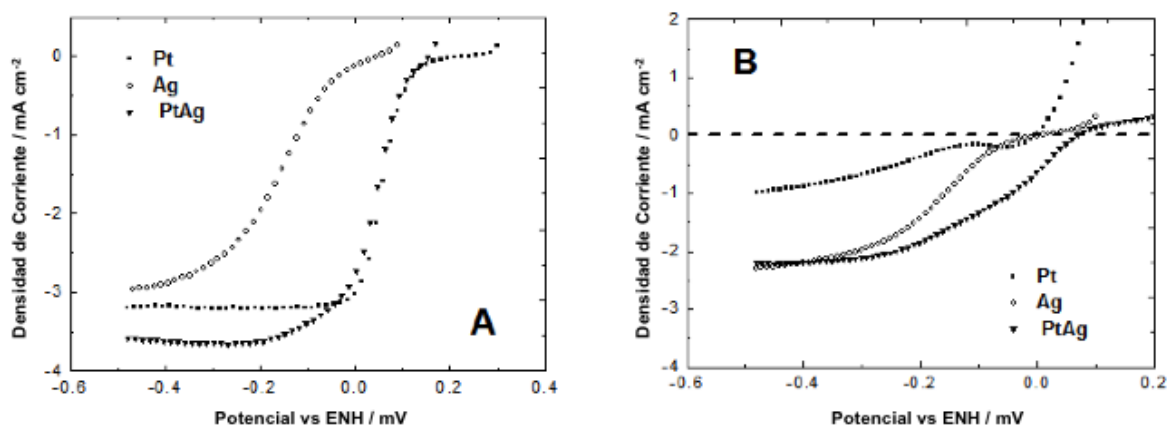 0
Pt
Ag
PtAg
-1
-2
-3
-4
A
-0.6
-0.4
-0.2
0.0
0.2
0.4
Densidad de Corriente / mA cm⁻²
Potencial vs ENH / mV
2
B
1
0
-1
-2
-3
-4
Pt
Ag
PtAg
-0.6
-0.4
-0.2
0.0
0.2
Densidad de Corriente / mA cm⁻²
Potencial vs ENH / mV